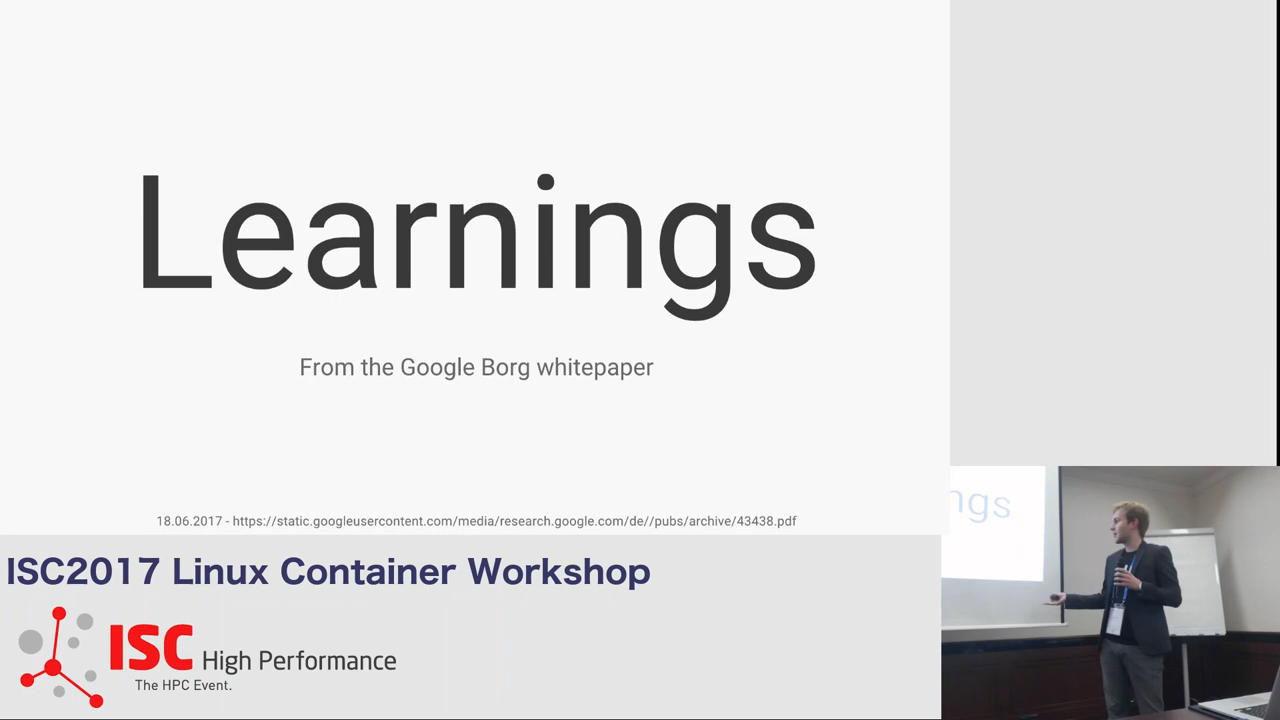 Learnings
From the Google Borg whitepaper
18.06.2017 - https://static.googleusercontent.com/media/research.google.com/de//pubs/archive/43438.pdf
ISC2017 Linux Container Workshop
ISC High Performance
The HPC Event.
ngs